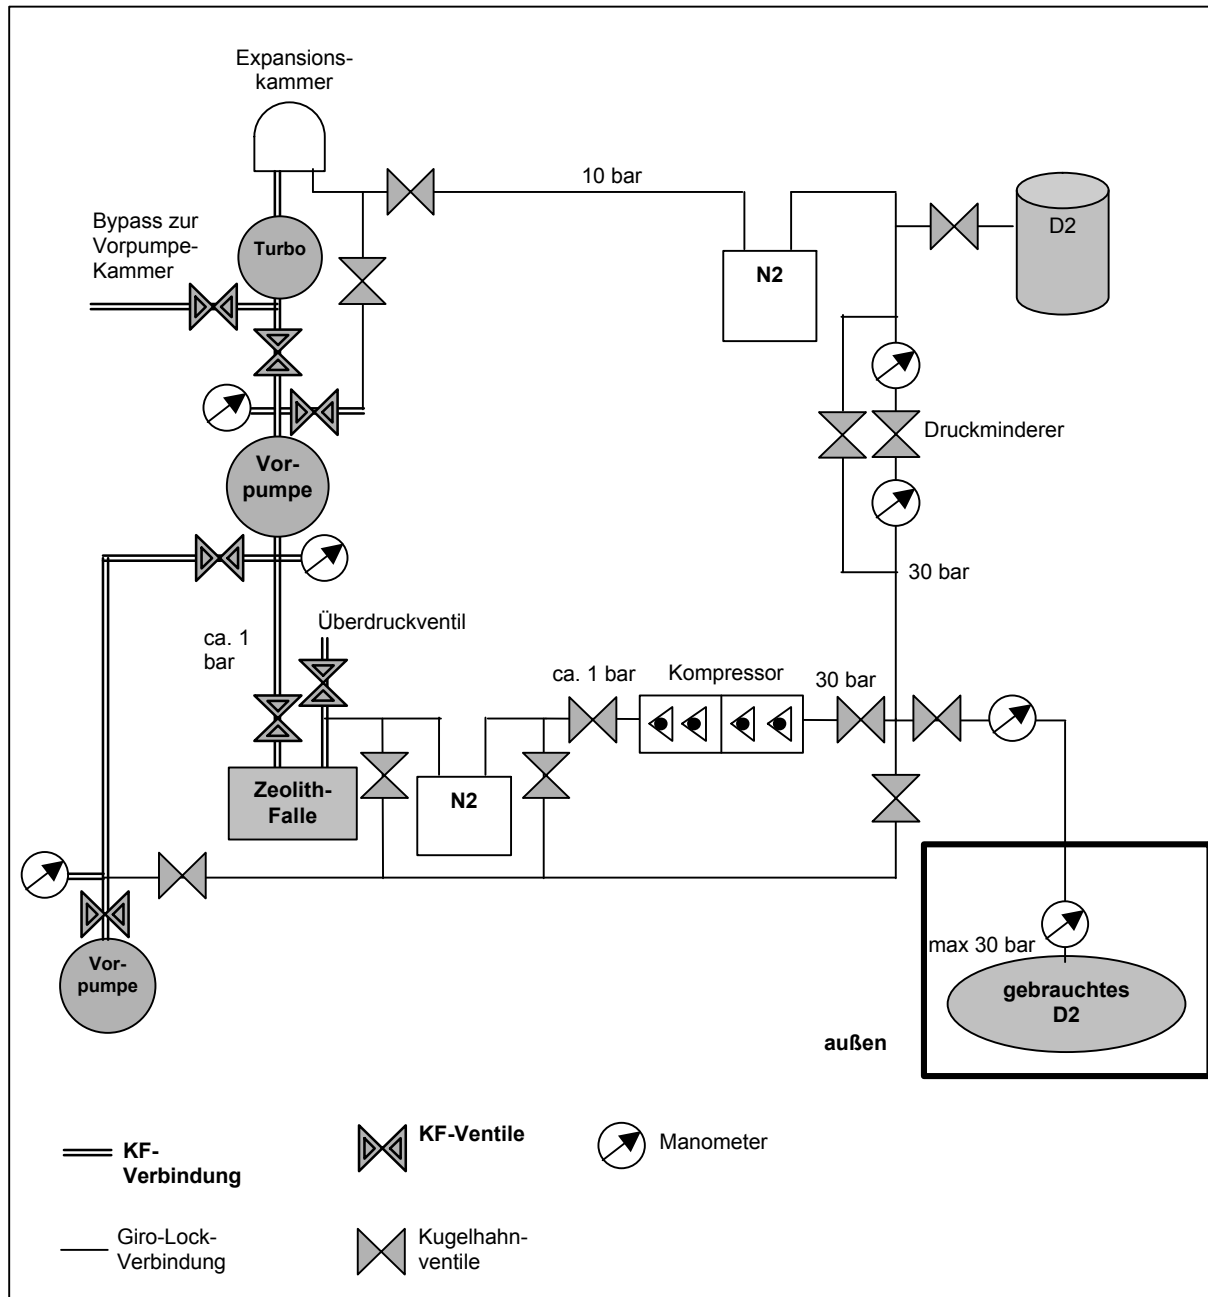 Expansions-
kammer
10 bar
D2
Bypass zur
Vorpumpe-
Kammer
Turbo
N2
Druckminderer
Vor-
pumpe
30 bar
ca. 1
bar
Überdruckventil
ca. 1 bar
Kompressor
30 bar
Zeolith-
Falle
N2
Vor-
pumpe
max 30 bar
gebrauchtes
D2
außen
KF-
Verbindung
KF-Ventile
Manometer
Giro-Lock-
Verbindung
Kugelhahn-
ventile